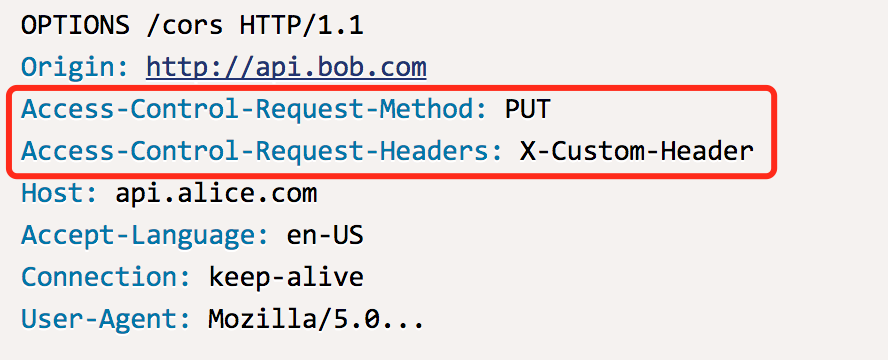 OPTIONS /cors HTTP/1.1
Origin: http://api.bob.com
Access-Control-Request-Method: PUT
Access-Control-Request-Headers: X-Custom-Header
Host: api.alice.com
Accept-Language: en-US
Connection: keep-alive
User-Agent: Mozilla/5.0...